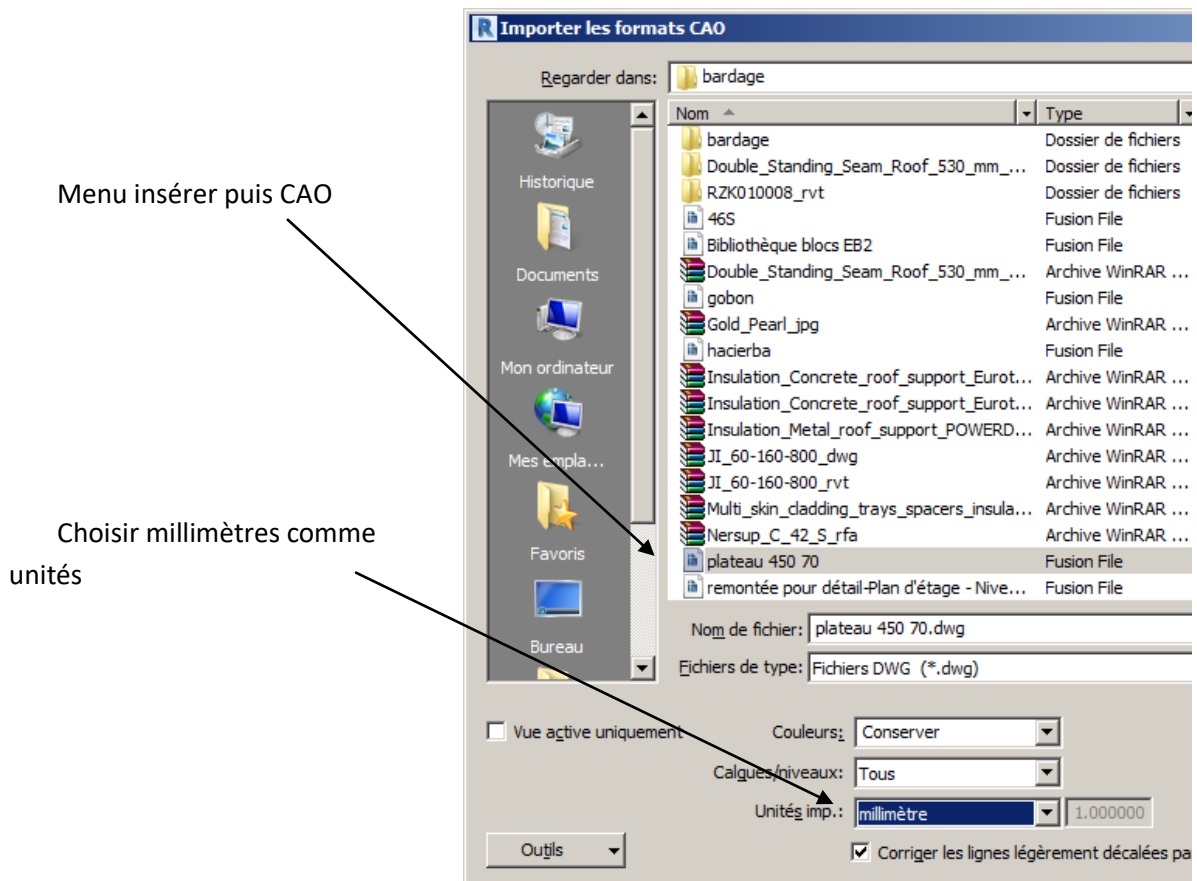 Importer les formats CAO
Regarder dans: bardage
Nom Type
bardage Dossier de fichiers
Double_Standing_Seam_Roof_530_mm_... Dossier de fichiers
RZK010008_rvt Dossier de fichiers
46S Fusion File
Bibliothèque blocs EB2 Fusion File
Double_Standing_Seam_Roof_530_mm_... Archive WinRAR ...
gobon Fusion File
Gold_Pearl_jpg Archive WinRAR ...
hacierba Fusion File
Insulation_Concrete_roof_support_Eurot... Archive WinRAR ...
Insulation_Concrete_roof_support_Eurot... Archive WinRAR ...
Insulation_Metal_roof_support_POWERD... Archive WinRAR ...
JI_60-160-800_dwg Archive WinRAR ...
JI_60-160-800_rvt Archive WinRAR ...
Multi_skin_cladding_trays_spacers_insula... Archive WinRAR ...
Nersup_C_42_S_rfa Archive WinRAR ...
plateau 450 70 Fusion File
remontée pour détail-Plan d'étage - Nive... Fusion File
Historique
Documents
Mon ordinateur
Mes empla...
Favoris
Bureau
Menu insérer puis CAO
Choisir millimètres comme
unités
Nom de fichier: plateau 450 70.dwg
Fichiers de type: Fichiers DWG (*.dwg)
Vue active uniquement
Couleurs: Conserver
Calques/niveaux: Tous
Unités imp.: millimètre 1.000000
Outils
Corriger les lignes légèrement décalées pa